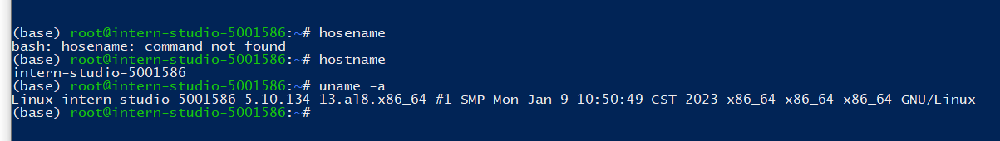 ----------------------------------------------------------------------------------------------
(base) root@intern-studio-5001586:~# hosename
bash: hosename: command not found
(base) root@intern-studio-5001586:~# hostname
intern-studio-5001586
(base) root@intern-studio-5001586:~# uname -a
Linux intern-studio-5001586 5.10.134-13.al8.x86_64 #1 SMP Mon Jan 9 10:50:49 CST 2023 x86_64 x86_64 x86_64 GNU/Linux
(base) root@intern-studio-5001586:~#